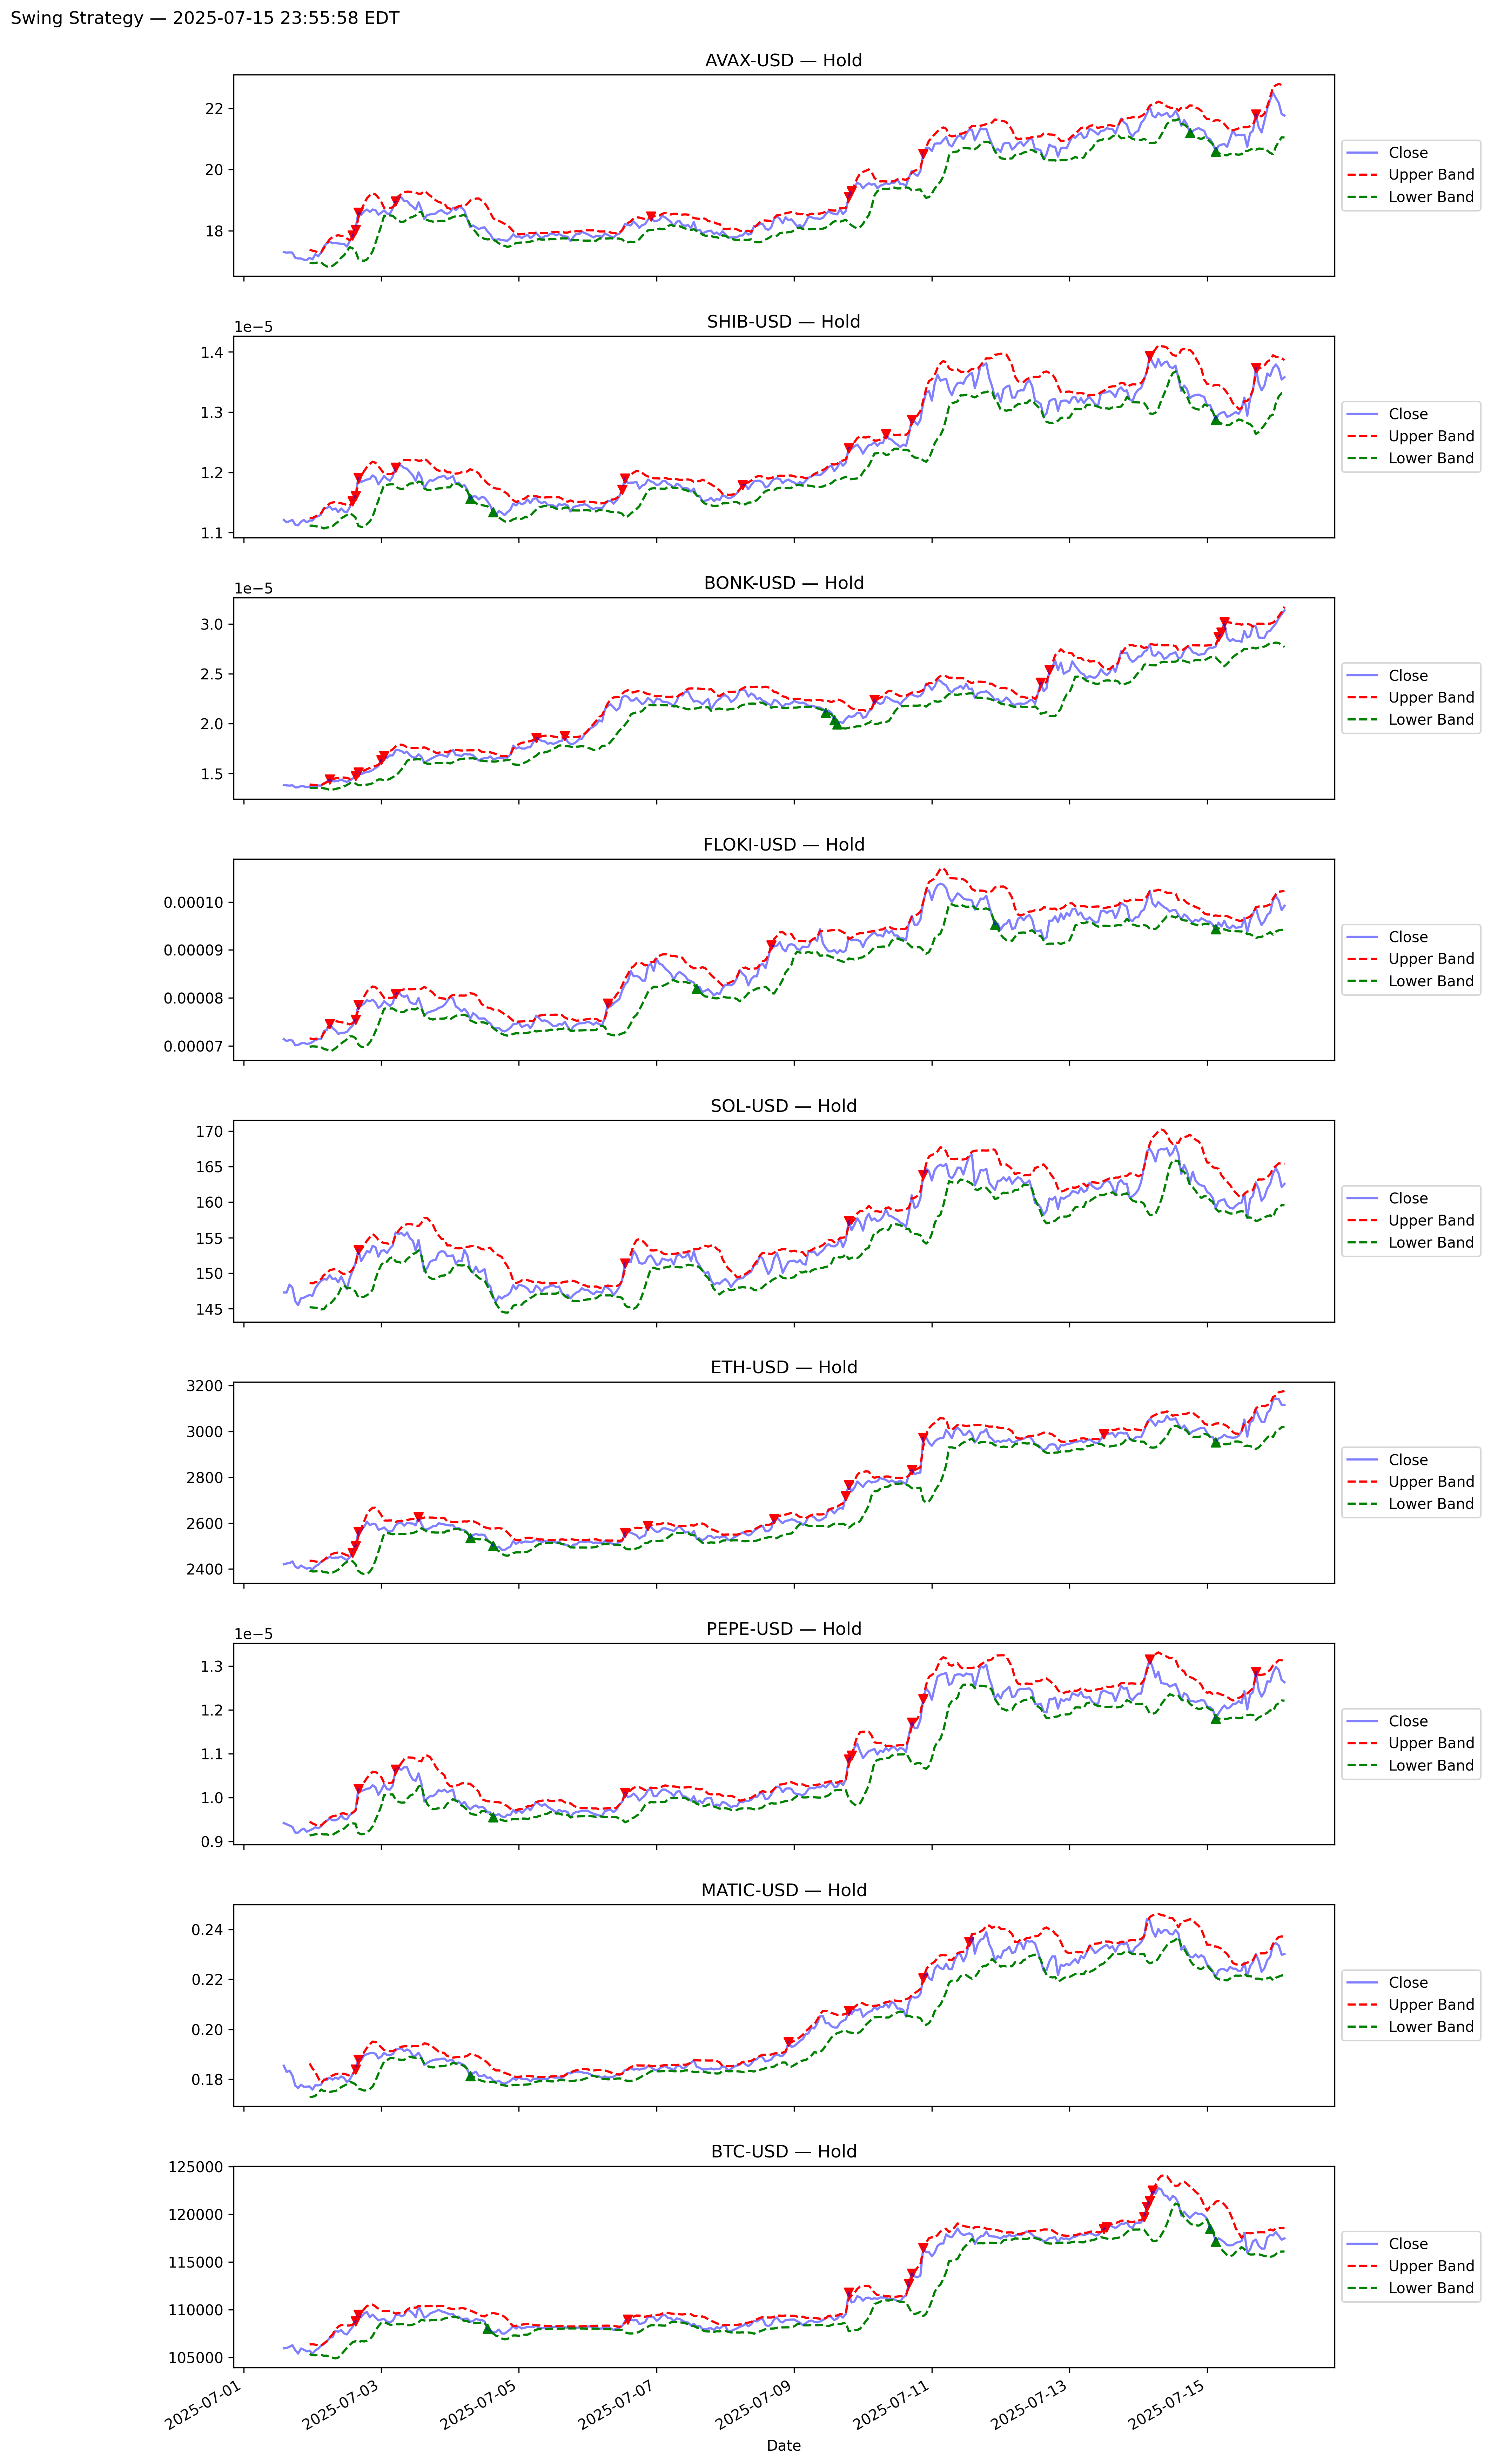 Swing Strategy — 2025-07-15 23:55:58 EDT
AVAX-USD — Hold
22
20
18
Close
Upper Band
Lower Band
SHIB-USD — Hold
1e−5
1.4
1.3
1.2
1.1
Close
Upper Band
Lower Band
BONK-USD — Hold
1e−5
3.0
2.5
2.0
1.5
Close
Upper Band
Lower Band
FLOKI-USD — Hold
0.00010
0.00009
0.00008
0.00007
Close
Upper Band
Lower Band
SOL-USD — Hold
170
165
160
155
150
145
Close
Upper Band
Lower Band
ETH-USD — Hold
3200
3000
2800
2600
2400
Close
Upper Band
Lower Band
PEPE-USD — Hold
1e−5
1.3
1.2
1.1
1.0
0.9
Close
Upper Band
Lower Band
MATIC-USD — Hold
0.24
0.22
0.20
0.18
Close
Upper Band
Lower Band
BTC-USD — Hold
125000
120000
115000
110000
105000
Close
Upper Band
Lower Band
2025-07-01
2025-07-03
2025-07-05
2025-07-07
2025-07-09
2025-07-11
2025-07-13
2025-07-15
Date